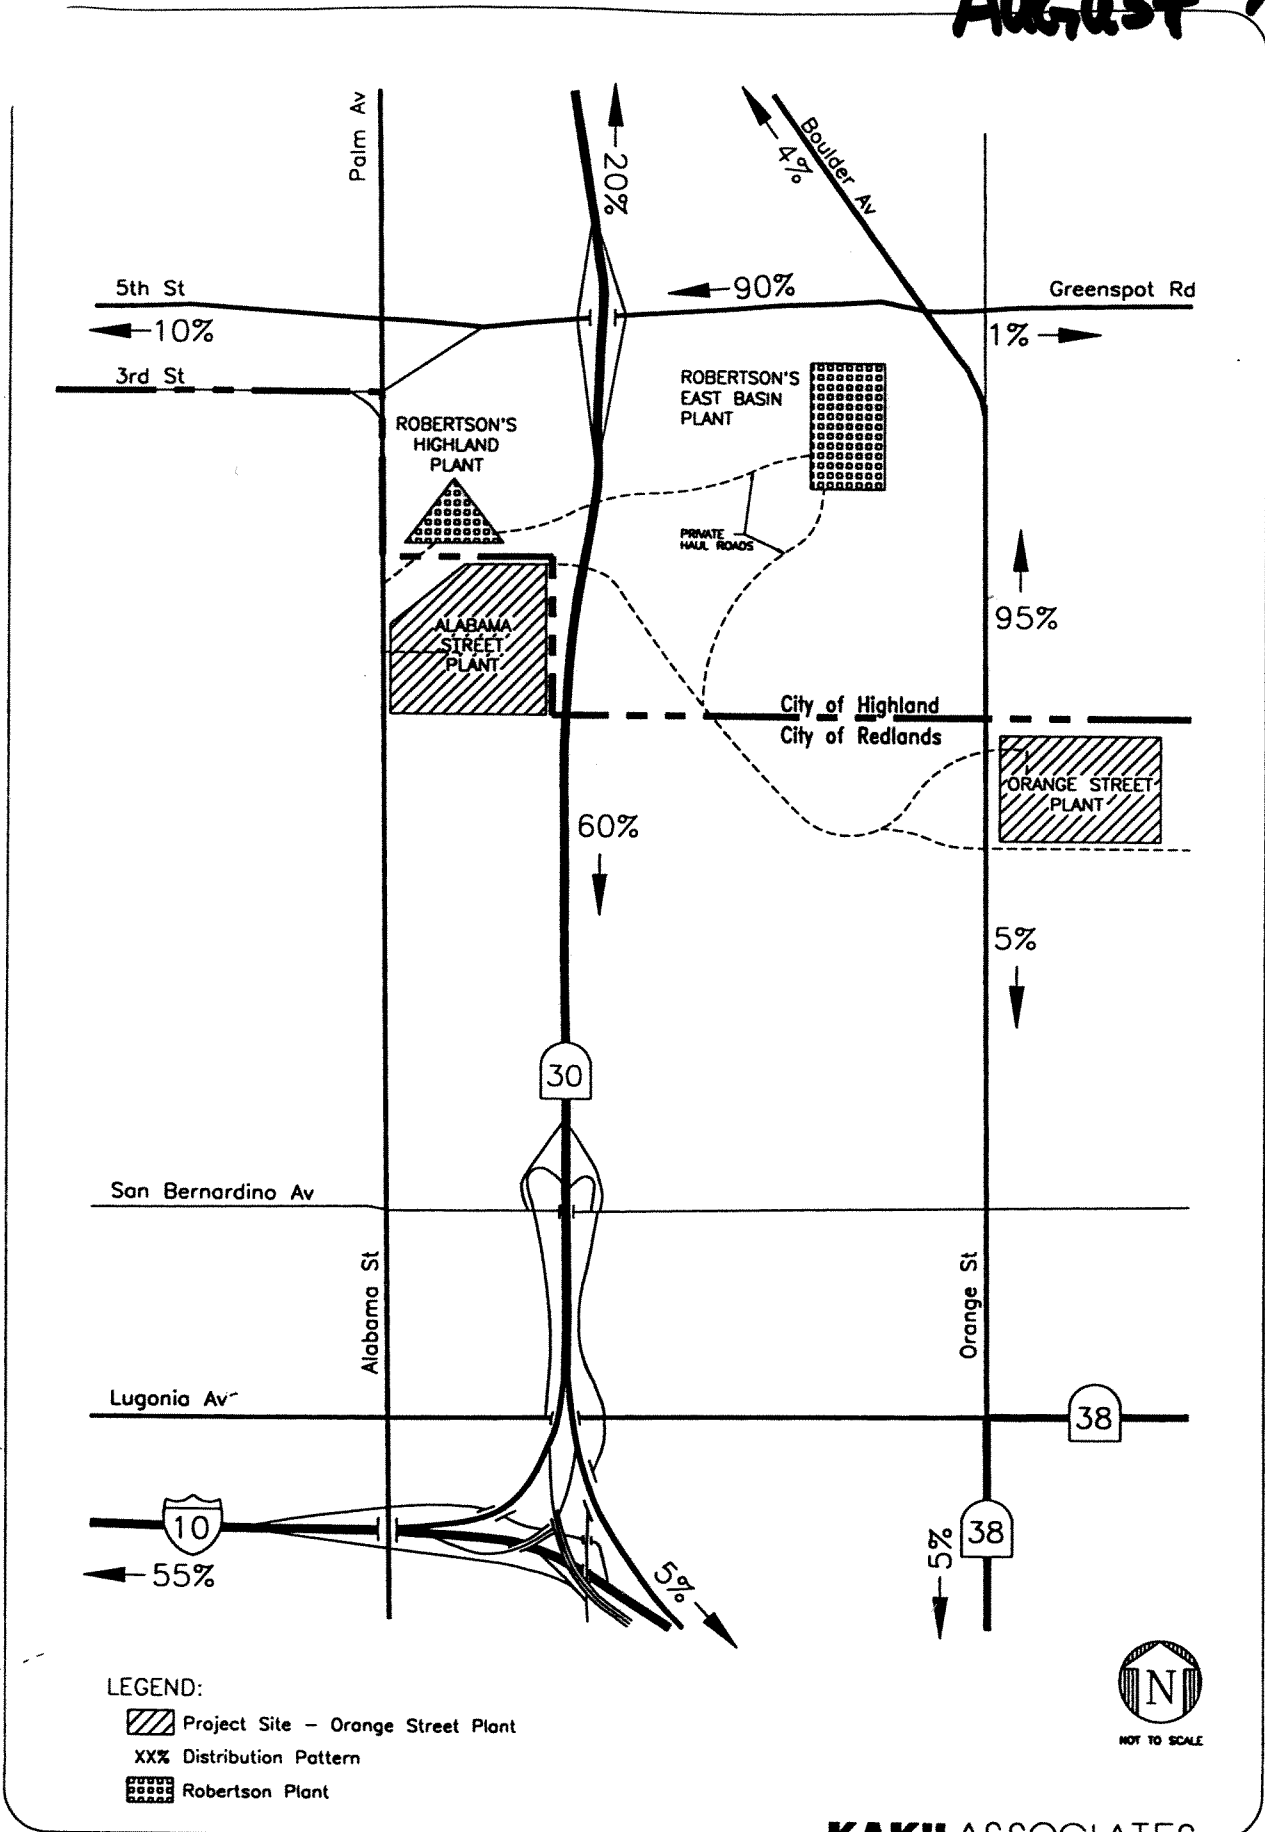 August
Palm Av
20%
4%
Boulder Av
5th St
90%
Greenspot Rd
10%
1%
3rd St
ROBERTSON'S
EAST BASIN
PLANT
ROBERTSON'S
HIGHLAND
PLANT
PRIVATE
HAUL ROADS
95%
ALABAMA
STREET
PLANT
City of Highland
City of Redlands
ORANGE STREET
PLANT
60%
5%
30
San Bernardino Av
Alabama St
Orange St
Lugonia Av
38
10
38
55%
5%
5%
N
NOT TO SCALE
LEGEND:
Project Site - Orange Street Plant
XX% Distribution Pattern
Robertson Plant
KAKU ASSOCIATES